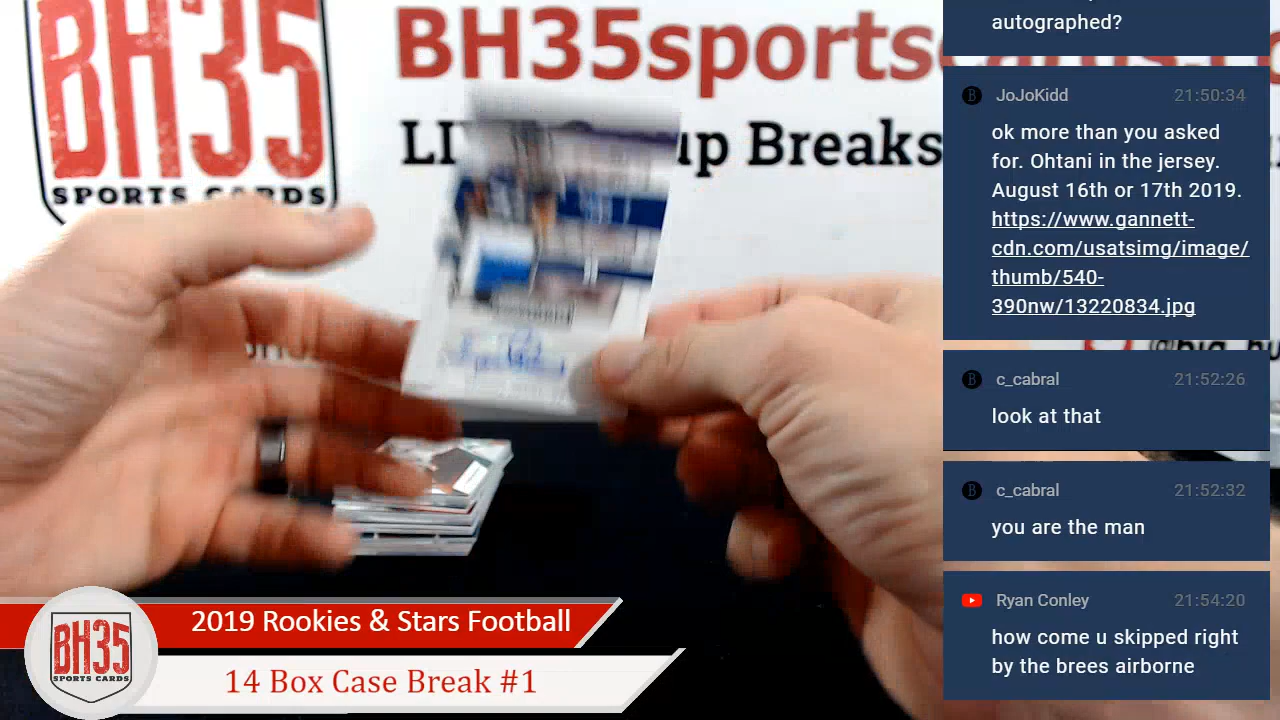 BH35
SPORTS CARDS
BH35sports
LI
up Breaks
autographed?
JoJoKidd 21:50:34
ok more than you asked
for. Ohtani in the jersey.
August 16th or 17th 2019.
https://www.gannett-
cdn.com/usatsimg/image/
thumb/540-
390nw/13220834.jpg
c_cabral 21:52:26
look at that
c_cabral 21:52:32
you are the man
Ryan Conley 21:54:20
how come u skipped right
by the brees airborne
2019 Rookies & Stars Football
14 Box Case Break #1
BH35
SPORTS CARDS